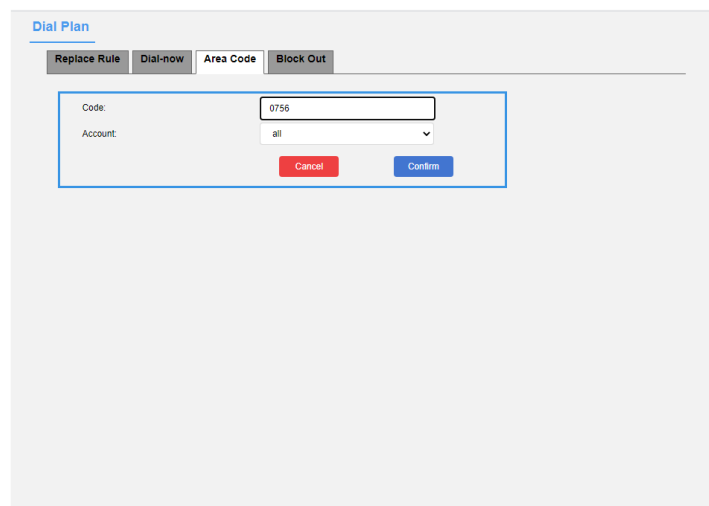 Dial Plan
Replace Rule Dial-now Area Code Block Out
Code: 0756
Account: all
Cancel Confirm